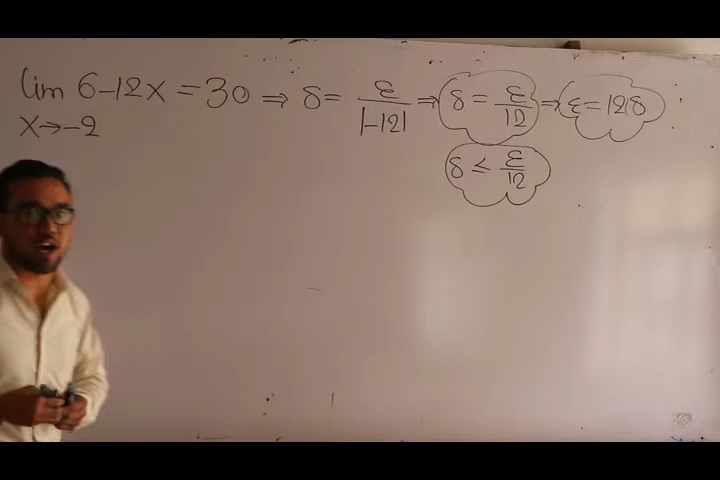 lim 6-12x = 30 ⇒ δ = ε/|-12| ⇒ δ = ε/12 ⇒ ε = 12δ
x→-2
δ ≤ ε/12